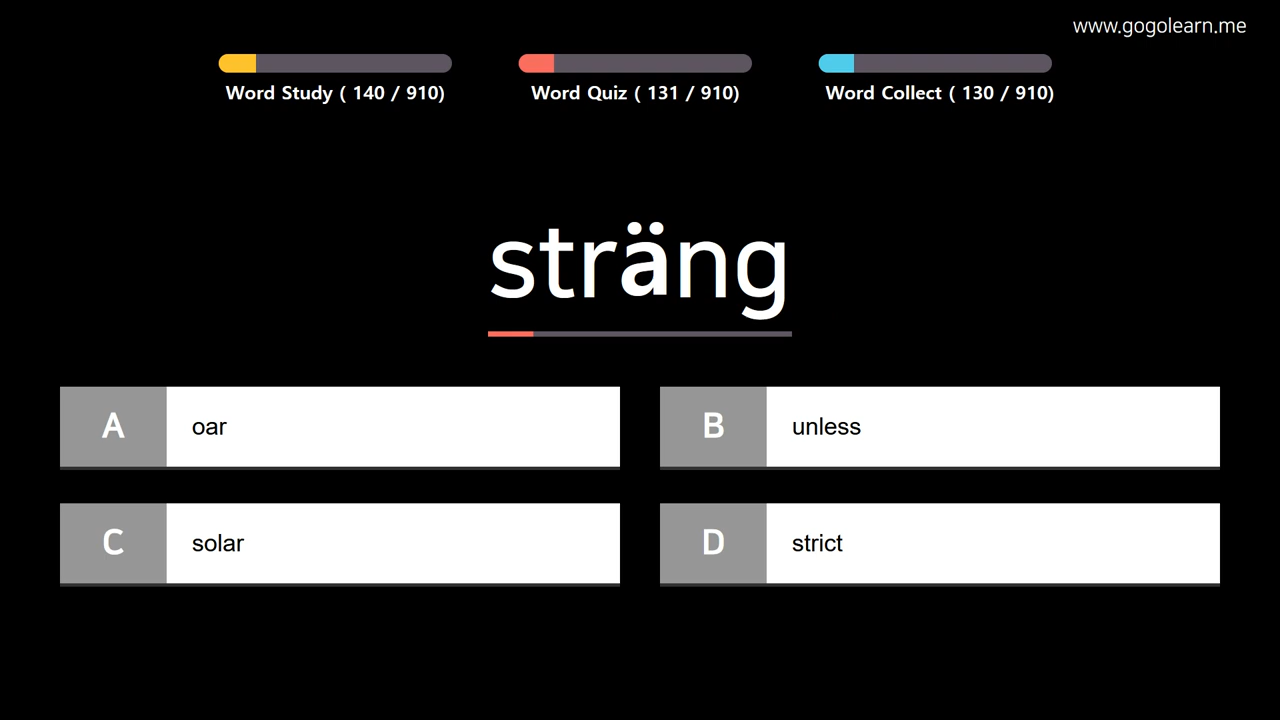 www.gogolearn.me
Word Study ( 140 / 910)
Word Quiz ( 131 / 910)
Word Collect ( 130 / 910)
sträng
A oar
B unless
C solar
D strict